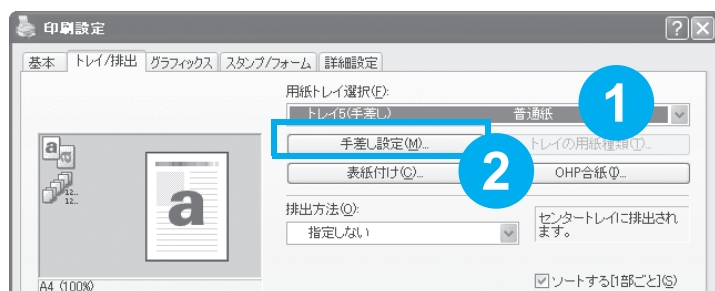 印刷設定
基本 トレイ/排出 グラフィックス スタンプ/フォーム 詳細設定
用紙トレイ選択(F):
トレイ5(手差し) 普通紙
1
手差し設定(M)... トレイの用紙種類(T)...
2
表紙付け(C)... OHP合紙(I)...
a
a
12..
12..
排出方法(O):
指定しない
センタートレイに排出され
ます。
A4 (100%)
ソートする[1部ごと](S)